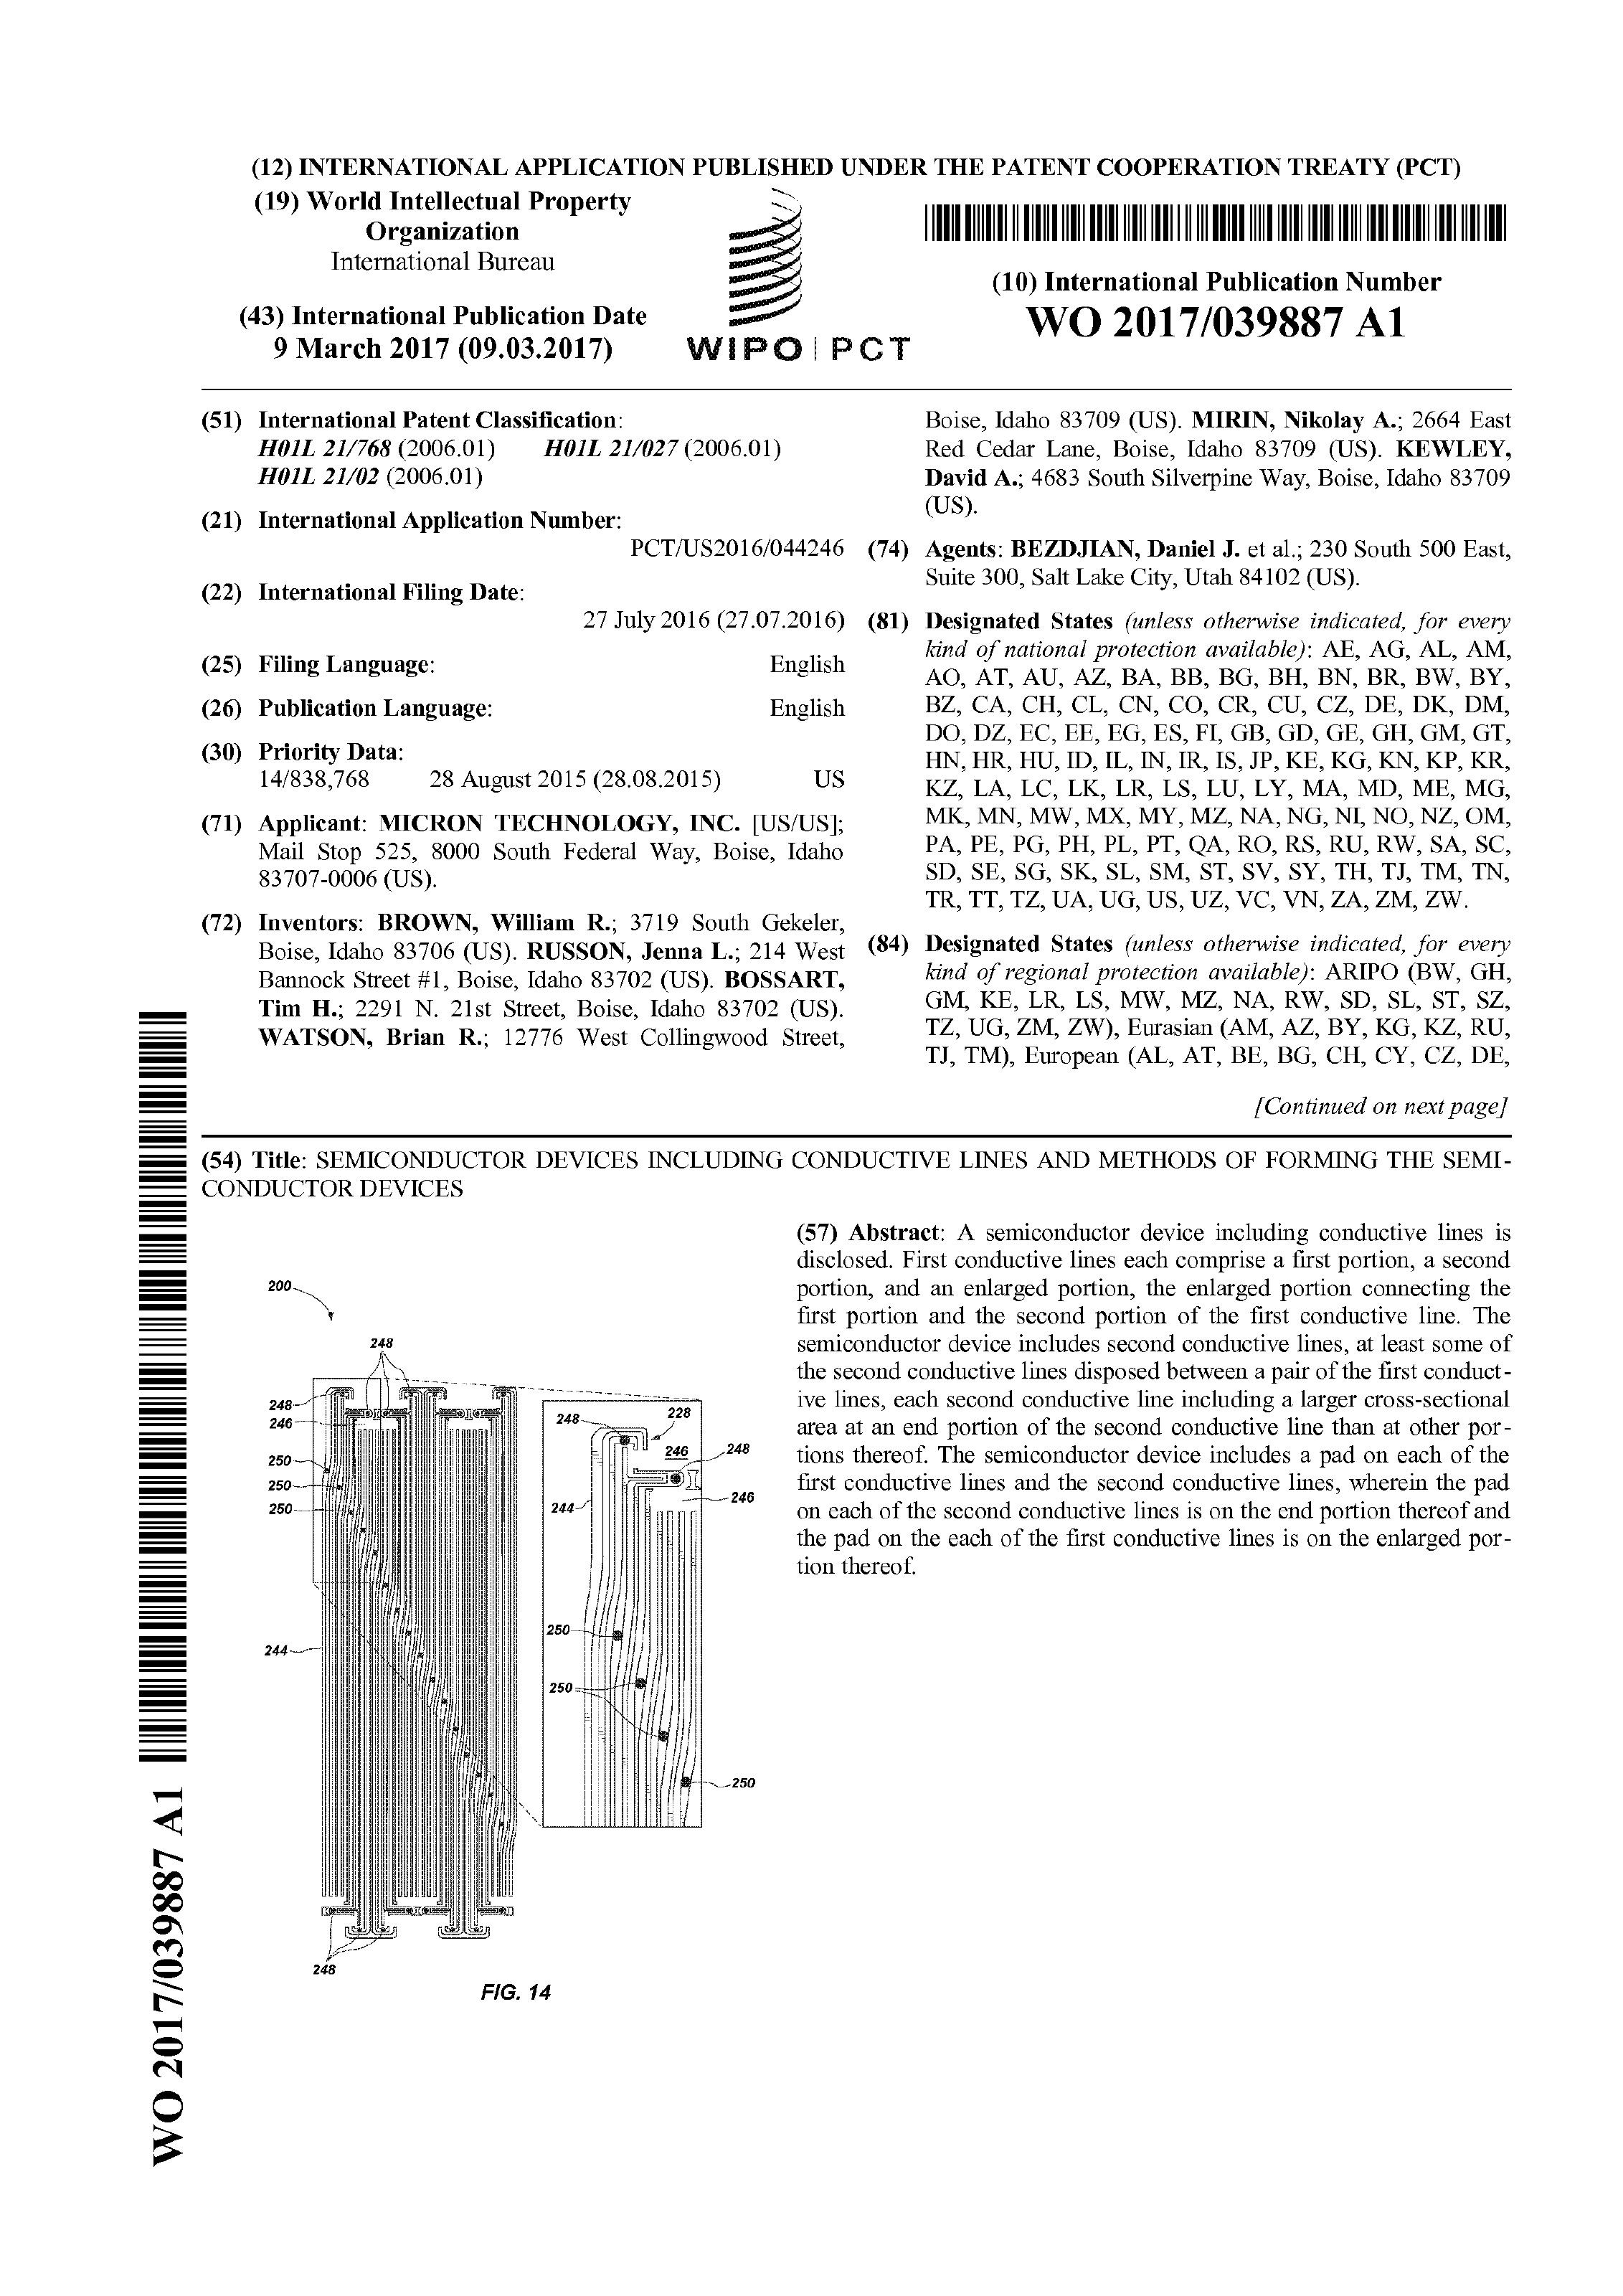 (12) INTERNATIONAL APPLICATION PUBLISHED UNDER THE PATENT COOPERATION TREATY (PCT)
(19) World Intellectual Property
Organization
International Bureau
(43) International Publication Date
9 March 2017 (09.03.2017)
WIPO | PCT
(10) International Publication Number
WO 2017/039887 A1
(51) International Patent Classification:
H01L 21/768 (2006.01) H01L 21/027 (2006.01)
H01L 21/02 (2006.01)
(21) International Application Number:
PCT/US2016/044246
(22) International Filing Date:
27 July 2016 (27.07.2016)
(25) Filing Language: English
(26) Publication Language: English
(30) Priority Data:
14/838,768 28 August 2015 (28.08.2015) US
(71) Applicant: MICRON TECHNOLOGY, INC. [US/US];
Mail Stop 525, 8000 South Federal Way, Boise, Idaho
83707-0006 (US).
(72) Inventors: BROWN, William R.; 3719 South Gekeler,
Boise, Idaho 83706 (US). RUSSON, Jenna L.; 214 West
Bannock Street #1, Boise, Idaho 83702 (US). BOSSART,
Tim H.; 2291 N. 21st Street, Boise, Idaho 83702 (US).
WATSON, Brian R.; 12776 West Collingwood Street,
Boise, Idaho 83709 (US). MIRIN, Nikolay A.; 2664 East
Red Cedar Lane, Boise, Idaho 83709 (US). KEWLEY,
David A.; 4683 South Silverpine Way, Boise, Idaho 83709
(US).
(74) Agents: BEZDJIAN, Daniel J. et al.; 230 South 500 East,
Suite 300, Salt Lake City, Utah 84102 (US).
(81) Designated States (unless otherwise indicated, for every
kind of national protection available): AE, AG, AL, AM,
AO, AT, AU, AZ, BA, BB, BG, BH, BN, BR, BW, BY,
BZ, CA, CH, CL, CN, CO, CR, CU, CZ, DE, DK, DM,
DO, DZ, EC, EE, EG, ES, FI, GB, GD, GE, GH, GM, GT,
HN, HR, HU, ID, IL, IN, IR, IS, JP, KE, KG, KN, KP, KR,
KZ, LA, LC, LK, LR, LS, LU, LY, MA, MD, ME, MG,
MK, MN, MW, MX, MY, MZ, NA, NG, NI, NO, NZ, OM,
PA, PE, PG, PH, PL, PT, QA, RO, RS, RU, RW, SA, SC,
SD, SE, SG, SK, SL, SM, ST, SV, SY, TH, TJ, TM, TN,
TR, TT, TZ, UA, UG, US, UZ, VC, VN, ZA, ZM, ZW.
(84) Designated States (unless otherwise indicated, for every
kind of regional protection available): ARIPO (BW, GH,
GM, KE, LR, LS, MW, MZ, NA, RW, SD, SL, ST, SZ,
TZ, UG, ZM, ZW), Eurasian (AM, AZ, BY, KG, KZ, RU,
TJ, TM), European (AL, AT, BE, BG, CH, CY, CZ, DE,
[Continued on next page]
(54) Title: SEMICONDUCTOR DEVICES INCLUDING CONDUCTIVE LINES AND METHODS OF FORMING THE SEMI-
CONDUCTOR DEVICES
200
248
248
246
250
250
250
244
248
248
228
246
248
246
244
250
250
250
FIG. 14
(57) Abstract: A semiconductor device including conductive lines is
disclosed. First conductive lines each comprise a first portion, a second
portion, and an enlarged portion, the enlarged portion connecting the
first portion and the second portion of the first conductive line. The
semiconductor device includes second conductive lines, at least some of
the second conductive lines disposed between a pair of the first conduct-
ive lines, each second conductive line including a larger cross-sectional
area at an end portion of the second conductive line than at other por-
tions thereof. The semiconductor device includes a pad on each of the
first conductive lines and the second conductive lines, wherein the pad
on each of the second conductive lines is on the end portion thereof and
the pad on the each of the first conductive lines is on the enlarged por-
tion thereof.
WO 2017/039887 A1